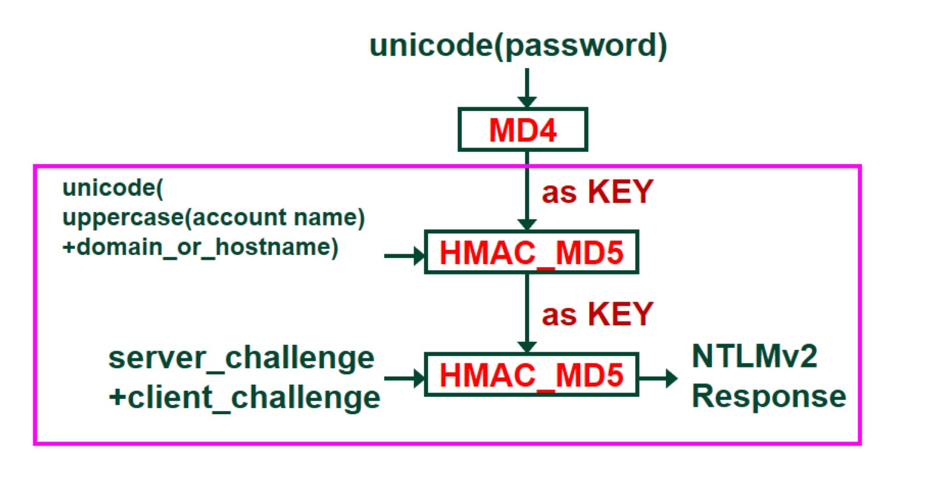 unicode(password)
MD4
as KEY
unicode(
uppercase(account name)
+domain_or_hostname)
HMAC_MD5
as KEY
server_challenge
+client_challenge
HMAC_MD5
NTLMv2
Response